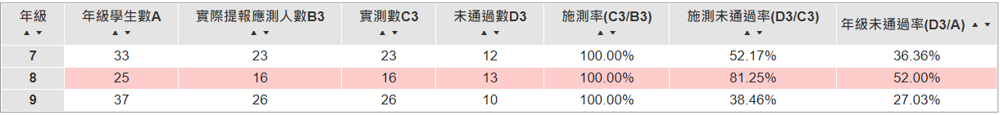 年級 年級學生數A 實際提報應測人數B3 實測數C3 未通過數D3 施測率(C3/B3) 施測未通過率(D3/C3) 年級未通過率(D3/A)
7 33 23 23 12 100.00% 52.17% 36.36%
8 25 16 16 13 100.00% 81.25% 52.00%
9 37 26 26 10 100.00% 38.46% 27.03%